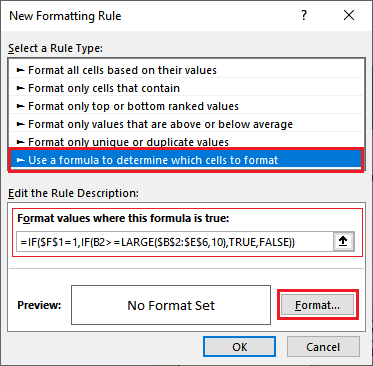 New Formatting Rule
Select a Rule Type:
► Format all cells based on their values
► Format only cells that contain
► Format only top or bottom ranked values
► Format only values that are above or below average
► Format only unique or duplicate values
► Use a formula to determine which cells to format
Edit the Rule Description:
Format values where this formula is true:
=IF($F$1=1,IF(B2>=LARGE($B$2:$E$6,10),TRUE,FALSE))
Preview: No Format Set Format...
OK Cancel